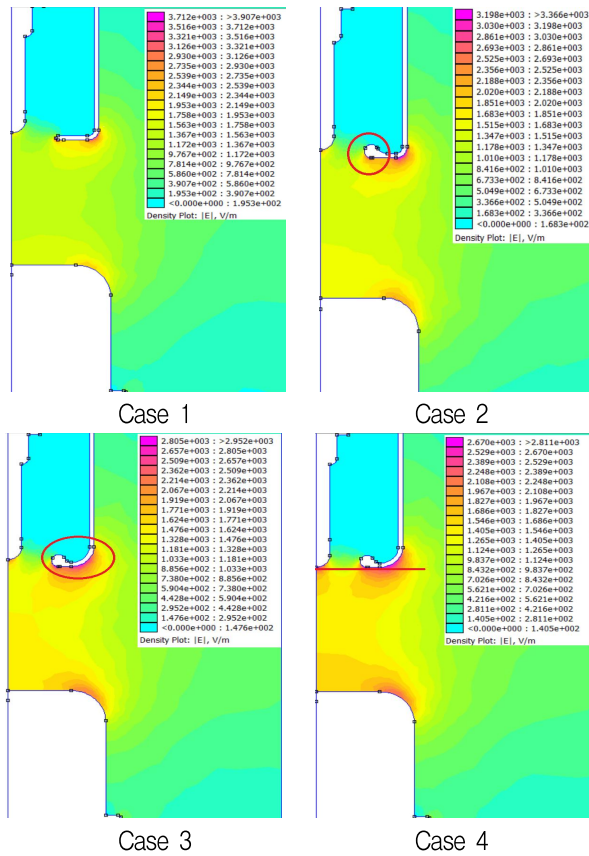 3.712e+003 : >3.907e+003
3.516e+003 : 3.712e+003
3.321e+003 : 3.516e+003
3.126e+003 : 3.321e+003
2.930e+003 : 3.126e+003
2.735e+003 : 2.930e+003
2.539e+003 : 2.735e+003
2.344e+003 : 2.539e+003
2.149e+003 : 2.344e+003
1.953e+003 : 2.149e+003
1.758e+003 : 1.953e+003
1.563e+003 : 1.758e+003
1.367e+003 : 1.563e+003
1.172e+003 : 1.367e+003
9.767e+002 : 1.172e+003
7.814e+002 : 9.767e+002
5.860e+002 : 7.814e+002
3.907e+002 : 5.860e+002
1.953e+002 : 3.907e+002
<0.000e+000 : 1.953e+002
Density Plot: |E|, V/m
Case 1
3.198e+003 : >3.366e+003
3.030e+003 : 3.198e+003
2.861e+003 : 3.030e+003
2.693e+003 : 2.861e+003
2.525e+003 : 2.693e+003
2.356e+003 : 2.525e+003
2.188e+003 : 2.356e+003
2.020e+003 : 2.188e+003
1.851e+003 : 2.020e+003
1.683e+003 : 1.851e+003
1.515e+003 : 1.683e+003
1.347e+003 : 1.515e+003
1.178e+003 : 1.347e+003
1.010e+003 : 1.178e+003
8.416e+002 : 1.010e+003
6.733e+002 : 8.416e+002
5.049e+002 : 6.733e+002
3.366e+002 : 5.049e+002
1.683e+002 : 3.366e+002
<0.000e+000 : 1.683e+002
Density Plot: |E|, V/m
Case 2
2.805e+003 : >2.952e+003
2.657e+003 : 2.805e+003
2.509e+003 : 2.657e+003
2.362e+003 : 2.509e+003
2.214e+003 : 2.362e+003
2.067e+003 : 2.214e+003
1.919e+003 : 2.067e+003
1.771e+003 : 1.919e+003
1.624e+003 : 1.771e+003
1.476e+003 : 1.624e+003
1.328e+003 : 1.476e+003
1.181e+003 : 1.328e+003
1.033e+003 : 1.181e+003
8.856e+002 : 1.033e+003
7.380e+002 : 8.856e+002
5.904e+002 : 7.380e+002
4.428e+002 : 5.904e+002
2.952e+002 : 4.428e+002
1.476e+002 : 2.952e+002
<0.000e+000 : 1.476e+002
Density Plot: |E|, V/m
Case 3
2.670e+003 : >2.811e+003
2.529e+003 : 2.670e+003
2.389e+003 : 2.529e+003
2.248e+003 : 2.389e+003
2.108e+003 : 2.248e+003
1.967e+003 : 2.108e+003
1.827e+003 : 1.967e+003
1.686e+003 : 1.827e+003
1.546e+003 : 1.686e+003
1.405e+003 : 1.546e+003
1.265e+003 : 1.405e+003
1.124e+003 : 1.265e+003
9.837e+002 : 1.124e+003
8.432e+002 : 9.837e+002
7.026e+002 : 8.432e+002
5.621e+002 : 7.026e+002
4.216e+002 : 5.621e+002
2.811e+002 : 4.216e+002
1.405e+002 : 2.811e+002
<0.000e+000 : 1.405e+002
Density Plot: |E|, V/m
Case 4